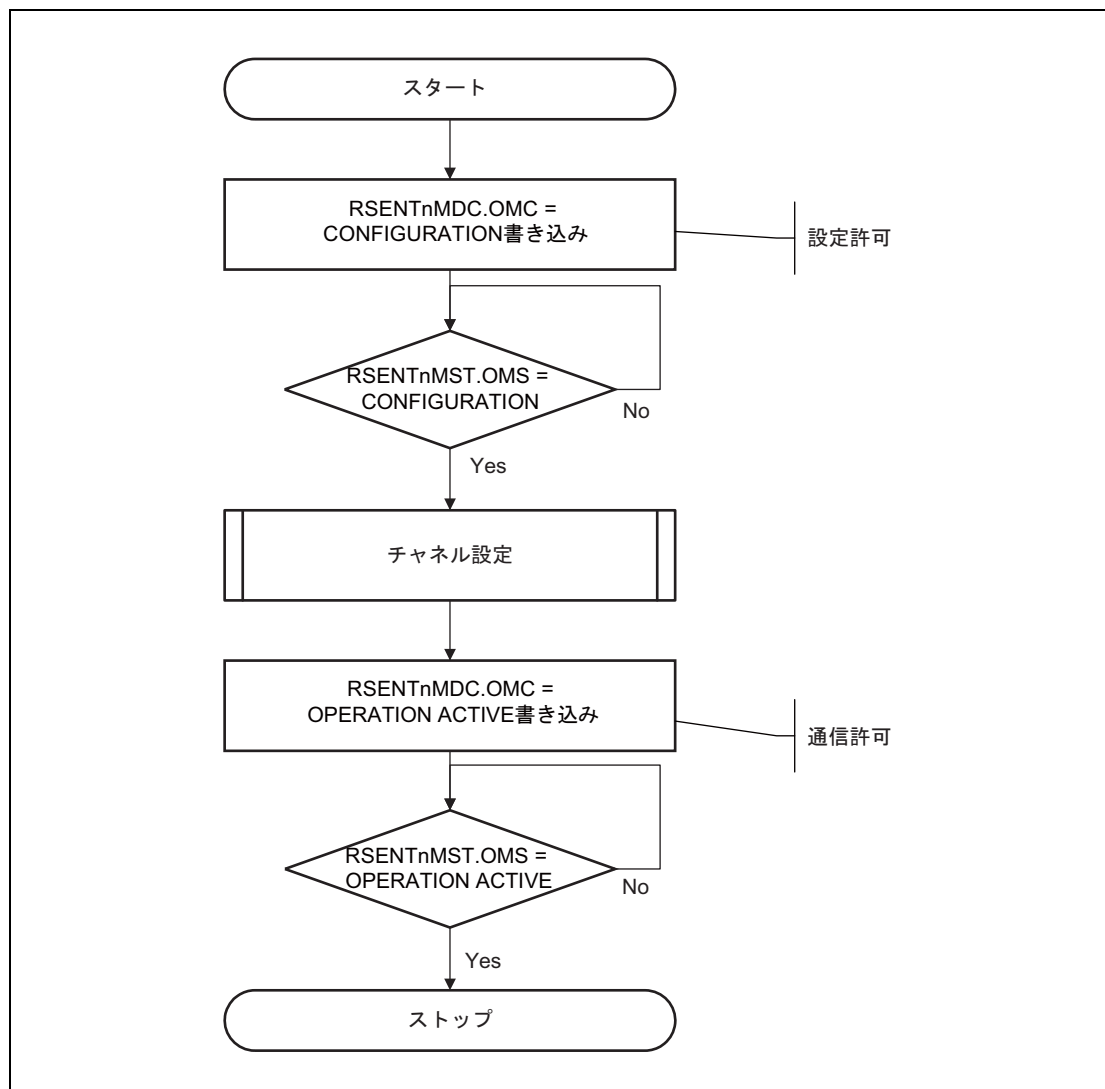 スタート
RSENTnMDC.OMC =
CONFIGURATION書き込み
設定許可
RSENTnMST.OMS =
CONFIGURATION
No
Yes
チャネル設定
RSENTnMDC.OMC =
OPERATION ACTIVE書き込み
通信許可
RSENTnMST.OMS =
OPERATION ACTIVE
No
Yes
ストップ